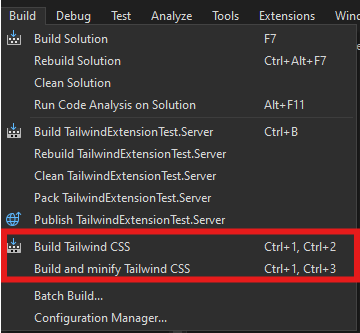 Build Debug Test Analyze Tools Extensions Window
Build Solution F7
Rebuild Solution Ctrl+Alt+F7
Clean Solution
Run Code Analysis on Solution Alt+F11
Build TailwindExtensionTest.Server Ctrl+B
Rebuild TailwindExtensionTest.Server
Clean TailwindExtensionTest.Server
Pack TailwindExtensionTest.Server
Publish TailwindExtensionTest.Server
Build Tailwind CSS Ctrl+1, Ctrl+2
Build and minify Tailwind CSS Ctrl+1, Ctrl+3
Batch Build...
Configuration Manager...